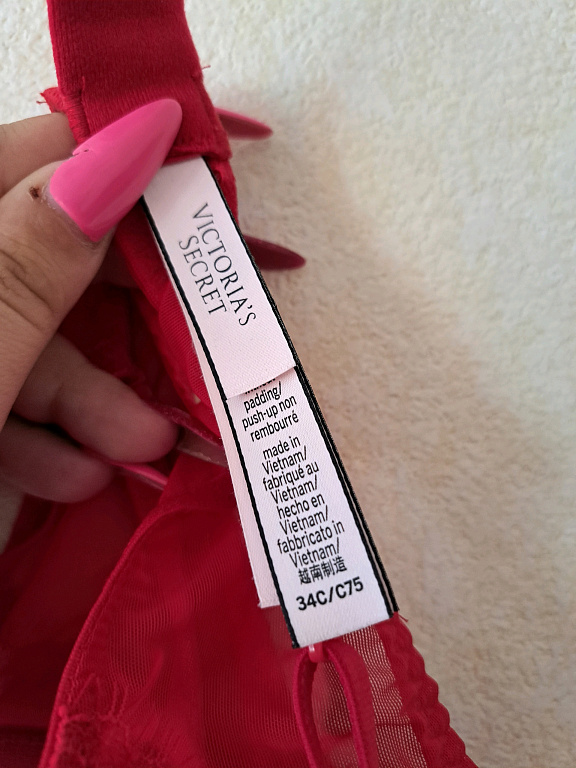 VICTORIA'S
SECRET
padding/
push-up non
rembourré
made in
Vietnam/
fabriqué au
Vietnam/
hecho en
Vietnam/
fabbricato in
Vietnam/
越南制造
34C/C75